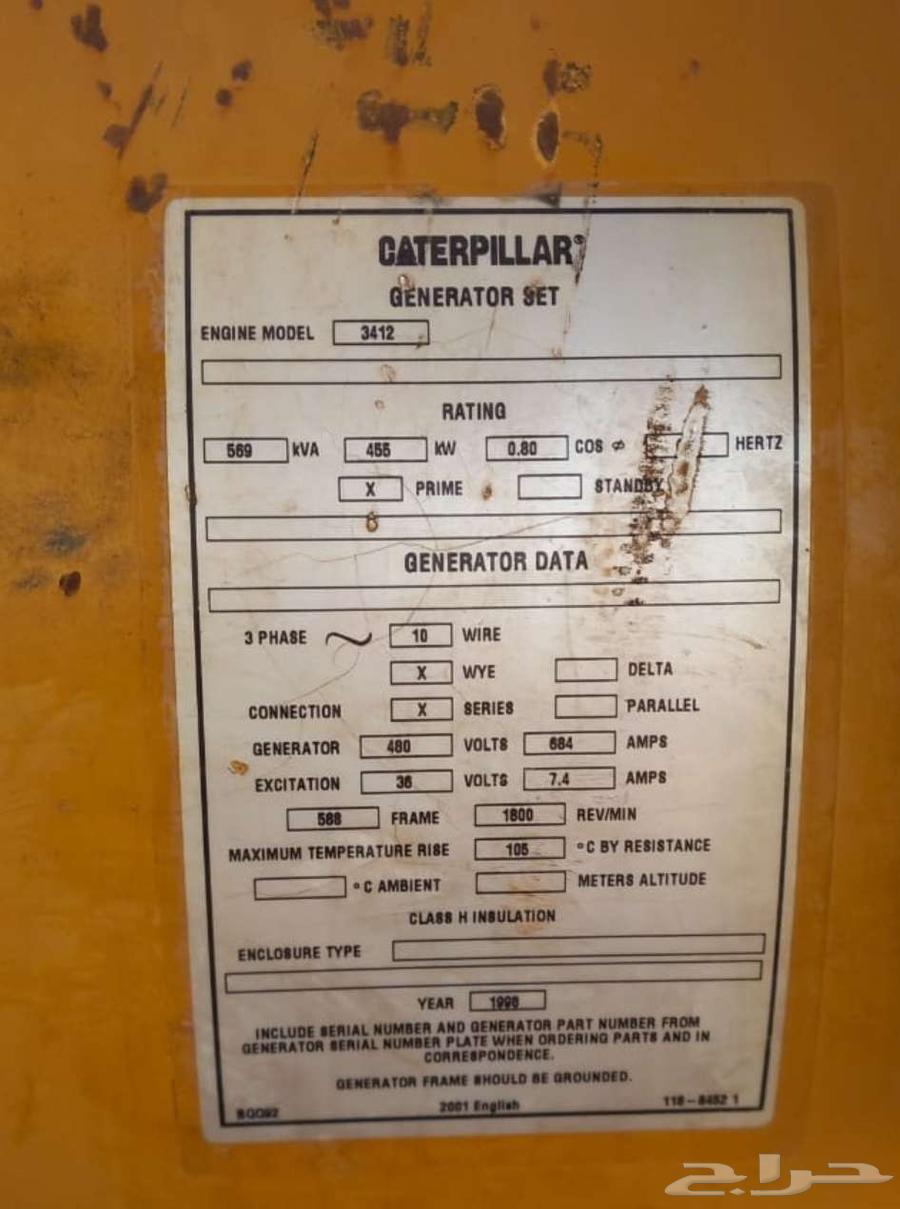 CATERPILLAR®
GENERATOR SET
ENGINE MODEL 3412
RATING
569 kVA 455 kW 0.80 COS ø HERTZ
X PRIME STANDBY
GENERATOR DATA
3 PHASE ~ 10 WIRE
X WYE DELTA
CONNECTION X SERIES PARALLEL
GENERATOR 480 VOLTS 684 AMPS
EXCITATION 36 VOLTS 7.4 AMPS
588 FRAME 1800 REV/MIN
MAXIMUM TEMPERATURE RISE 105 °C BY RESISTANCE
°C AMBIENT METERS ALTITUDE
CLASS H INSULATION
ENCLOSURE TYPE
YEAR
INCLUDE SERIAL NUMBER AND GENERATOR PART NUMBER FROM
GENERATOR SERIAL NUMBER PLATE WHEN ORDERING PARTS AND IN
CORRESPONDENCE.
GENERATOR FRAME SHOULD BE GROUNDED.
2001 English 118-8452 1
حراج